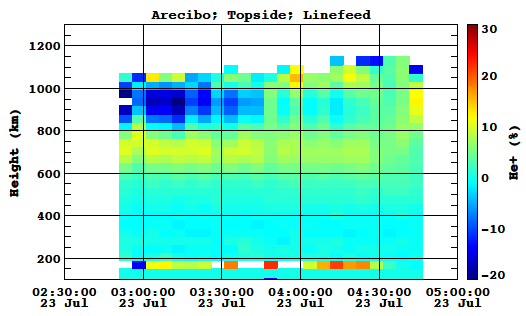 Arecibo; Topside; Linefeed
1200
1000
800
600
400
200
Height (km)
02:30:00 03:00:00 03:30:00 04:00:00 04:30:00 05:00:00
23 Jul 23 Jul 23 Jul 23 Jul 23 Jul 23 Jul
30
20
10
0
-10
-20
He+ (%)